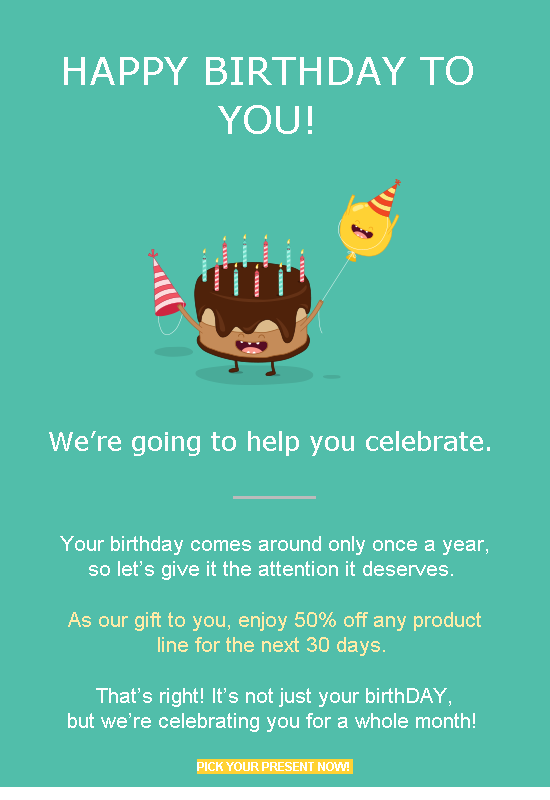 HAPPY BIRTHDAY TO
YOU!
We’re going to help you celebrate.
Your birthday comes around only once a year,
so let’s give it the attention it deserves.
As our gift to you, enjoy 50% off any product
line for the next 30 days.
That’s right! It’s not just your birthDAY,
but we’re celebrating you for a whole month!
PICK YOUR PRESENT NOW!